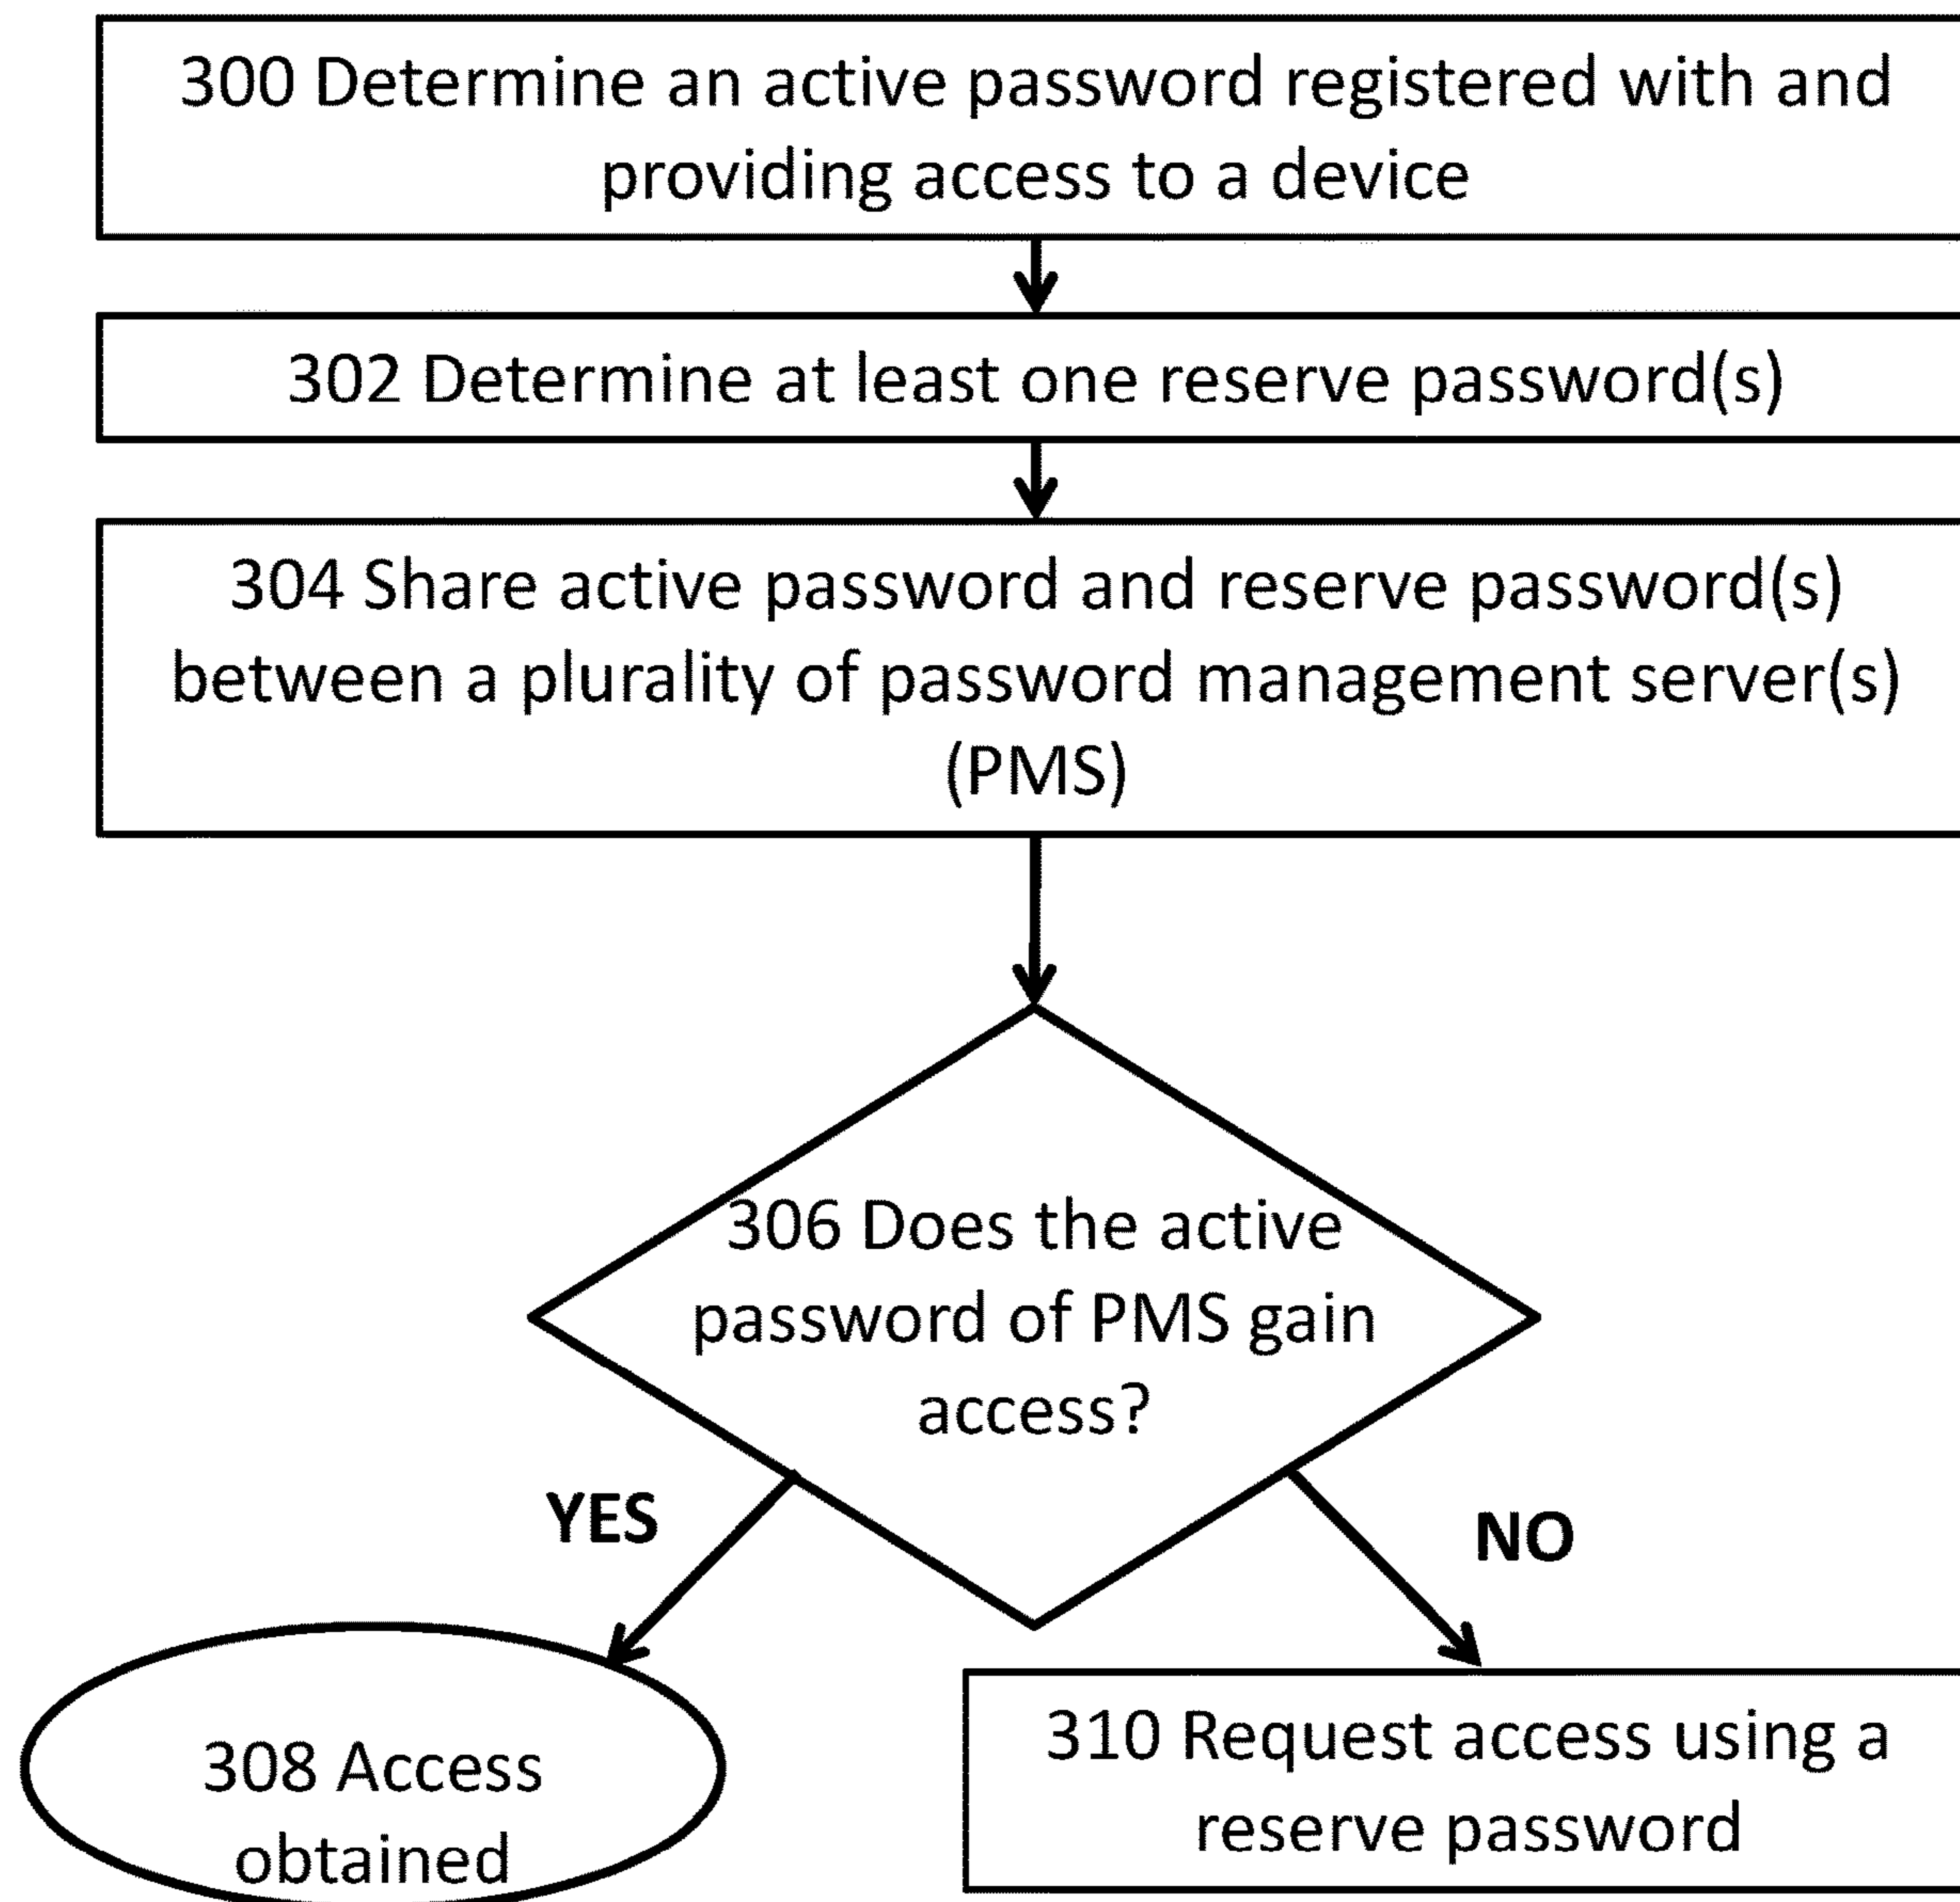 300 Determine an active password registered with and
providing access to a device
302 Determine at least one reserve password(s)
304 Share active password and reserve password(s)
between a plurality of password management server(s)
(PMS)
306 Does the active
password of PMS gain
access?
YES
NO
308 Access
obtained
310 Request access using a
reserve password